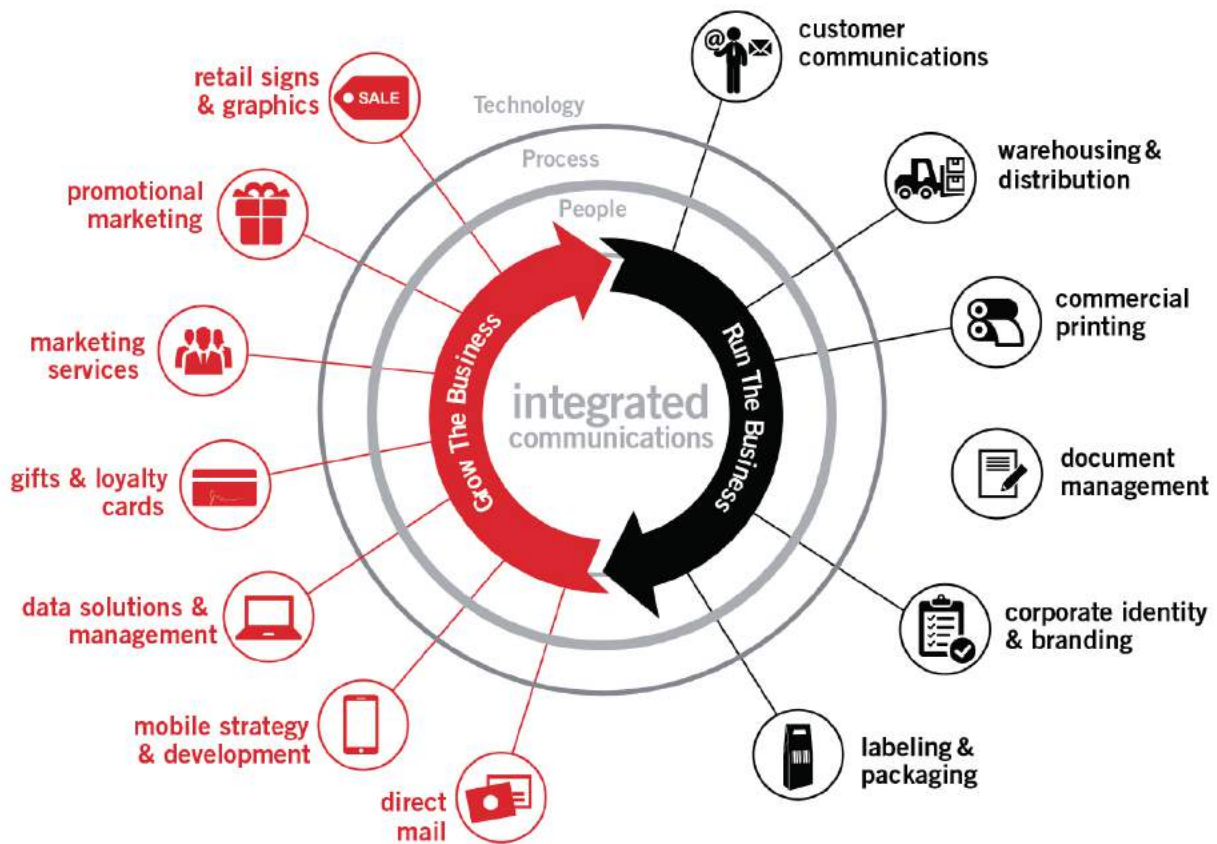 retail signs
& graphics
SALE
promotional
marketing
marketing
services
gifts & loyalty
cards
data solutions &
management
mobile strategy
& development
direct
mail
Technology
Process
People
Grow The Business
integrated
communications
Run The Business
@
customer
communications
warehousing &
distribution
commercial
printing
document
management
corporate identity
& branding
labeling &
packaging